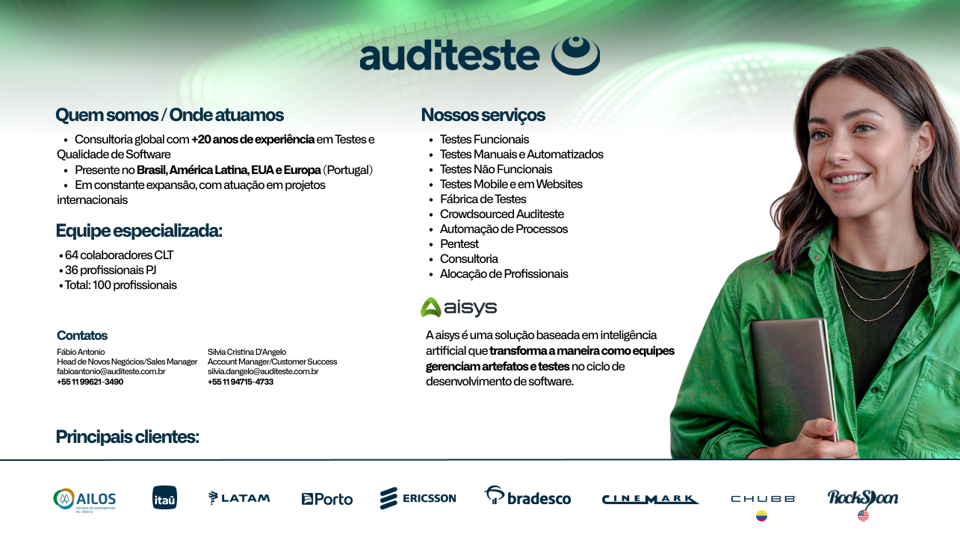 auditeste
Quem somos / Onde atuamos
• Consultoria global com +20 anos de experiência em Testes e
Qualidade de Software
• Presente no Brasil, América Latina, EUA e Europa (Portugal)
• Em constante expansão, com atuação em projetos
internacionais
Equipe especializada:
• 64 colaboradores CLT
• 36 profissionais PJ
• Total: 100 profissionais
Contatos
Fábio Antonio
Head de Novos Negócios/Sales Manager
fabioantonio@auditeste.com.br
+55 11 99621-3490
Silvia Cristina D'Angelo
Account Manager/Customer Success
silvia.dangelo@auditeste.com.br
+55 11 94715-4733
Nossos serviços
• Testes Funcionais
• Testes Manuais e Automatizados
• Testes Não Funcionais
• Testes Mobile e em Websites
• Fábrica de Testes
• Crowdsourced Auditeste
• Automação de Processos
• Pentest
• Consultoria
• Alocação de Profissionais
aisys
A aisys é uma solução baseada em inteligência
artificial que transforma a maneira como equipes
gerenciam artefatos e testes no ciclo de
desenvolvimento de software.
Principais clientes:
AILOS
SISTEMA DE COOPERATIVAS
DE CRÉDITO
itaú
LATAM
Porto
ERICSSON
bradesco
CINEMARK
CHUBB
RockSpoon